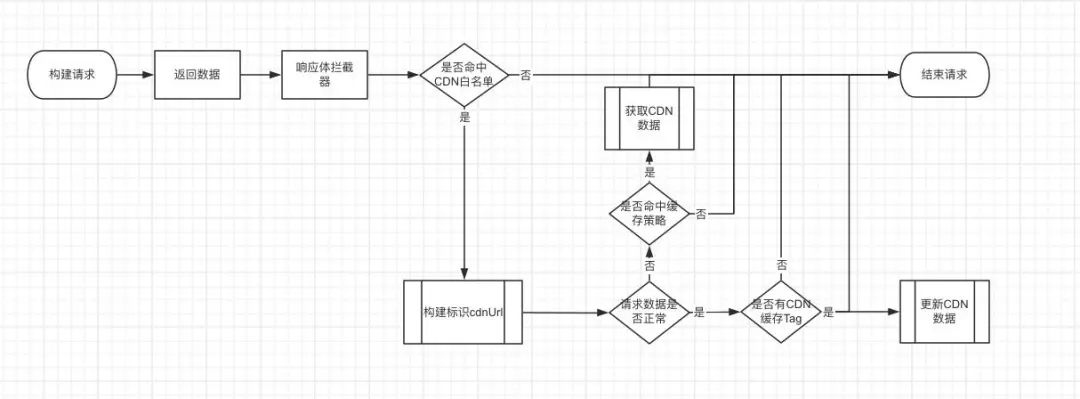 构建请求
返回数据
响应体拦截
器
是否命中
CDN白名单
否
结束请求
是
获取CDN
数据
是
是否命中缓
存策略
否
否
否
构建标识cdnUrl
请求数据是
否正常
是
是否有CDN
缓存Tag
是
更新CDN
数据